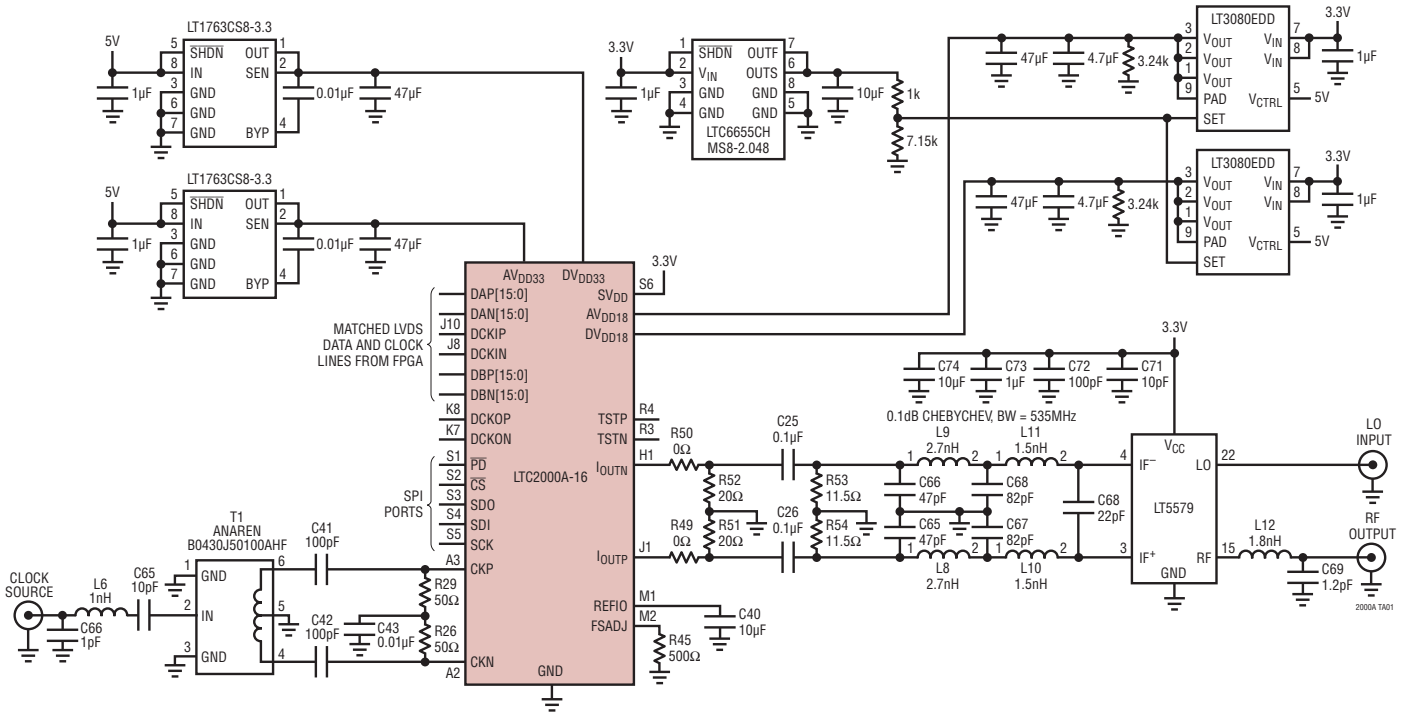 LT1763CS8-3.3
5V
1µF
5
8
3
6
7
SHDN
IN
GND
GND
GND
OUT
SEN
BYP
1
2
4
0.01µF
47µF
LT1763CS8-3.3
5V
1µF
5
8
3
6
7
SHDN
IN
GND
GND
GND
OUT
SEN
BYP
1
2
4
0.01µF
47µF
3.3V
1µF
1
2
3
4
SHDN
VIN
GND
GND
OUTF
OUTS
GND
GND
LTC6655CH
MS8-2.048
7
6
8
5
10µF
1k
7.15k
47µF
4.7µF
3.24k
LT3080EDD
3
2
1
9
VOUT
VOUT
VOUT
PAD
SET
VIN
VIN
VCTRL
7
8
5
3.3V
1µF
5V
47µF
4.7µF
3.24k
LT3080EDD
3
2
1
9
VOUT
VOUT
VOUT
PAD
SET
VIN
VIN
VCTRL
7
8
5
3.3V
1µF
5V
MATCHED LVDS
DATA AND CLOCK
LINES FROM FPGA
J10
J8
K8
K7
SPI
PORTS
S1
S2
S3
S4
S5
A3
A2
AVDD33
DVDD33
DAP[15:0]
DAN[15:0]
DCKIP
DCKIN
DBP[15:0]
DBN[15:0]
DCKOP
DCKON
PD
CS
SDO
SDI
SCK
CKP
CKN
LTC2000A-16
GND
SVDD
AVDD18
DVDD18
TSTP
TSTN
IOUTN
IOUTP
REFIO
FSADJ
S6
3.3V
R4
R3
H1
J1
M1
M2
CLOCK
SOURCE
C66
1pF
L6
1nH
C65
10pF
T1
ANAREN
B0430J50100AHF
1
2
3
GND
IN
GND
6
5
4
C41
100pF
C42
100pF
C43
0.01µF
R29
50Ω
R26
50Ω
C40
10µF
R45
500Ω
R50
0Ω
R49
0Ω
R52
20Ω
R51
20Ω
C25
0.1µF
C26
0.1µF
R53
11.5Ω
R54
11.5Ω
0.1dB CHEBYCHEV, BW = 535MHz
L9
2.7nH
1
2
L11
1.5nH
1
2
C66
47pF
C65
47pF
C68
82pF
C67
82pF
1
2
L8
2.7nH
1
2
L10
1.5nH
C68
22pF
C74
10µF
C73
1µF
C72
100pF
C71
10pF
3.3V
4
3
VCC
IF−
IF+
LO
RF
GND
LT5579
22
15
LO
INPUT
L12
1.8nH
C69
1.2pF
RF
OUTPUT
2000A TA01